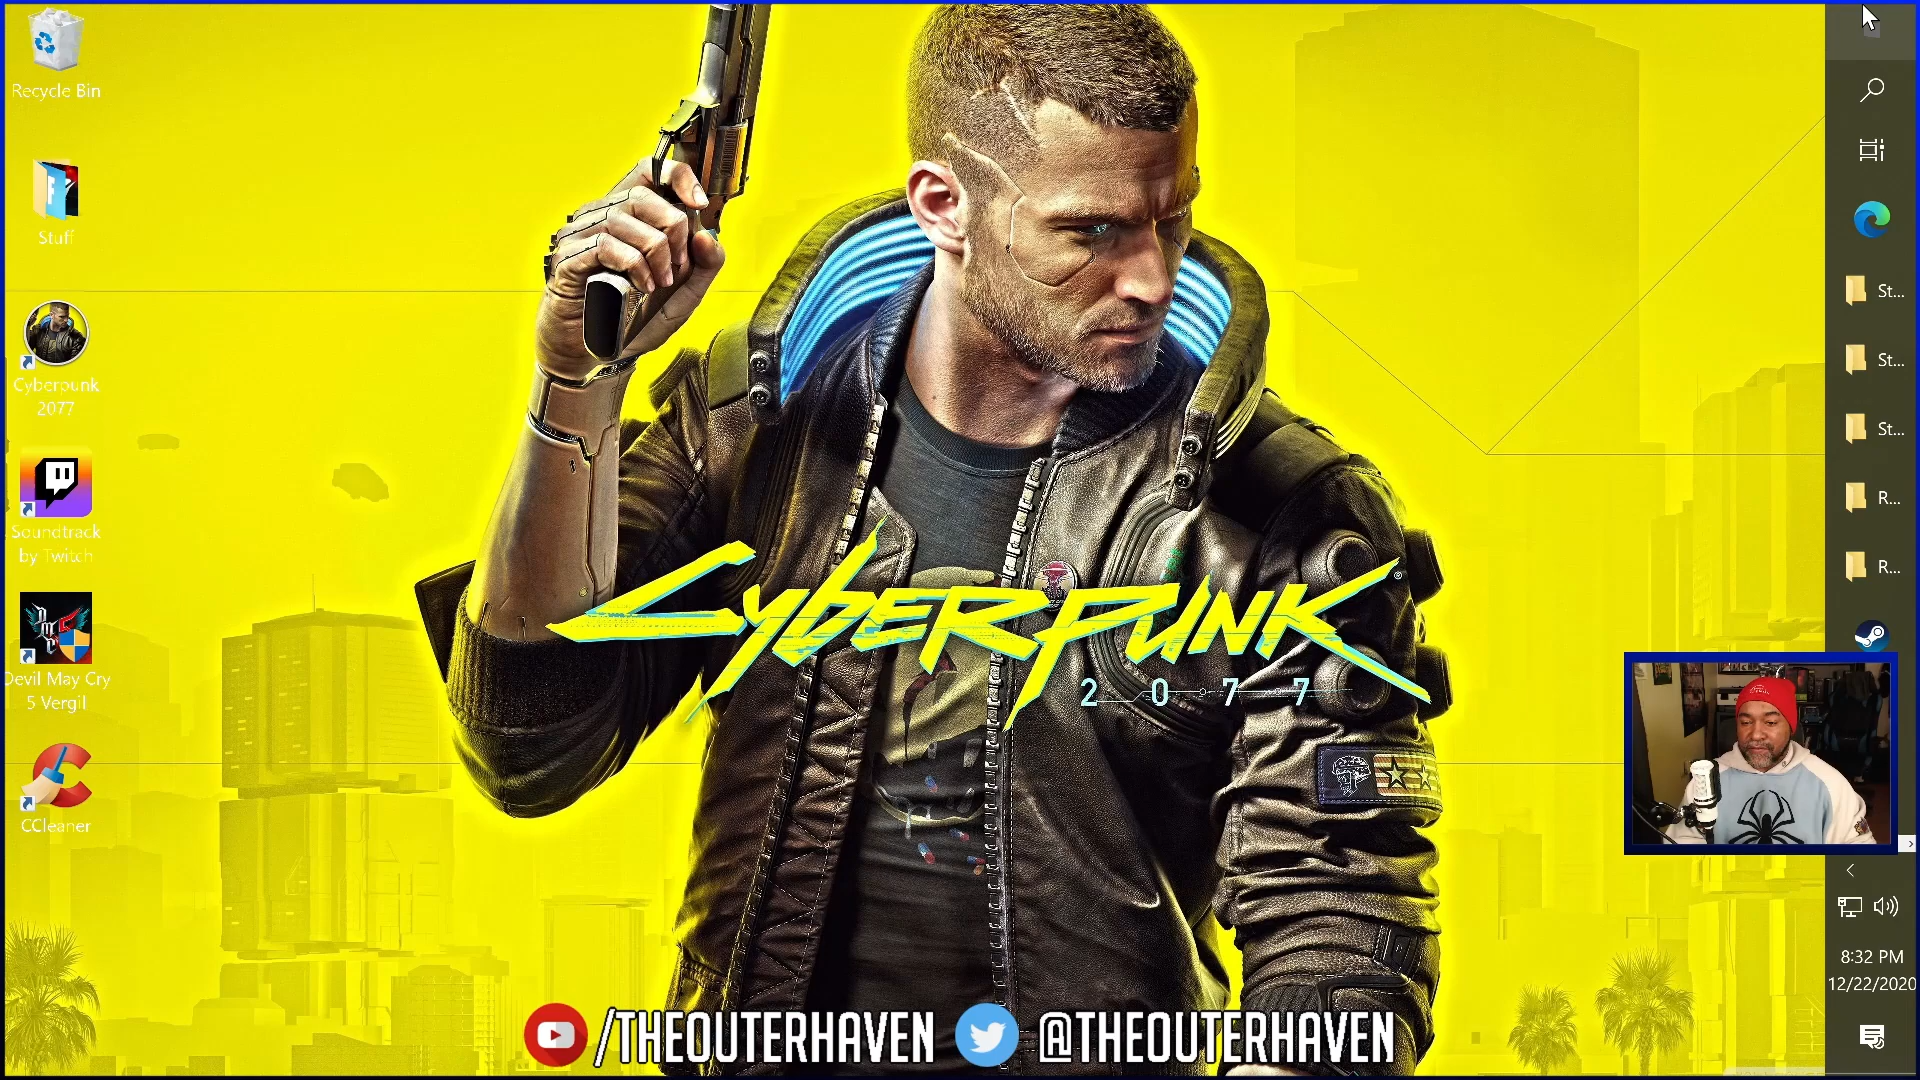 Recycle Bin
Stuff
Cyberpunk
2077
Soundtrack
by Twitch
Devil May Cry
5 Vergil
CCleaner
CYBERPUNK
2077
/THEOUTERHAVEN
@THEOUTERHAVEN
St...
St...
St...
R...
R...
8:32 PM
12/22/2020